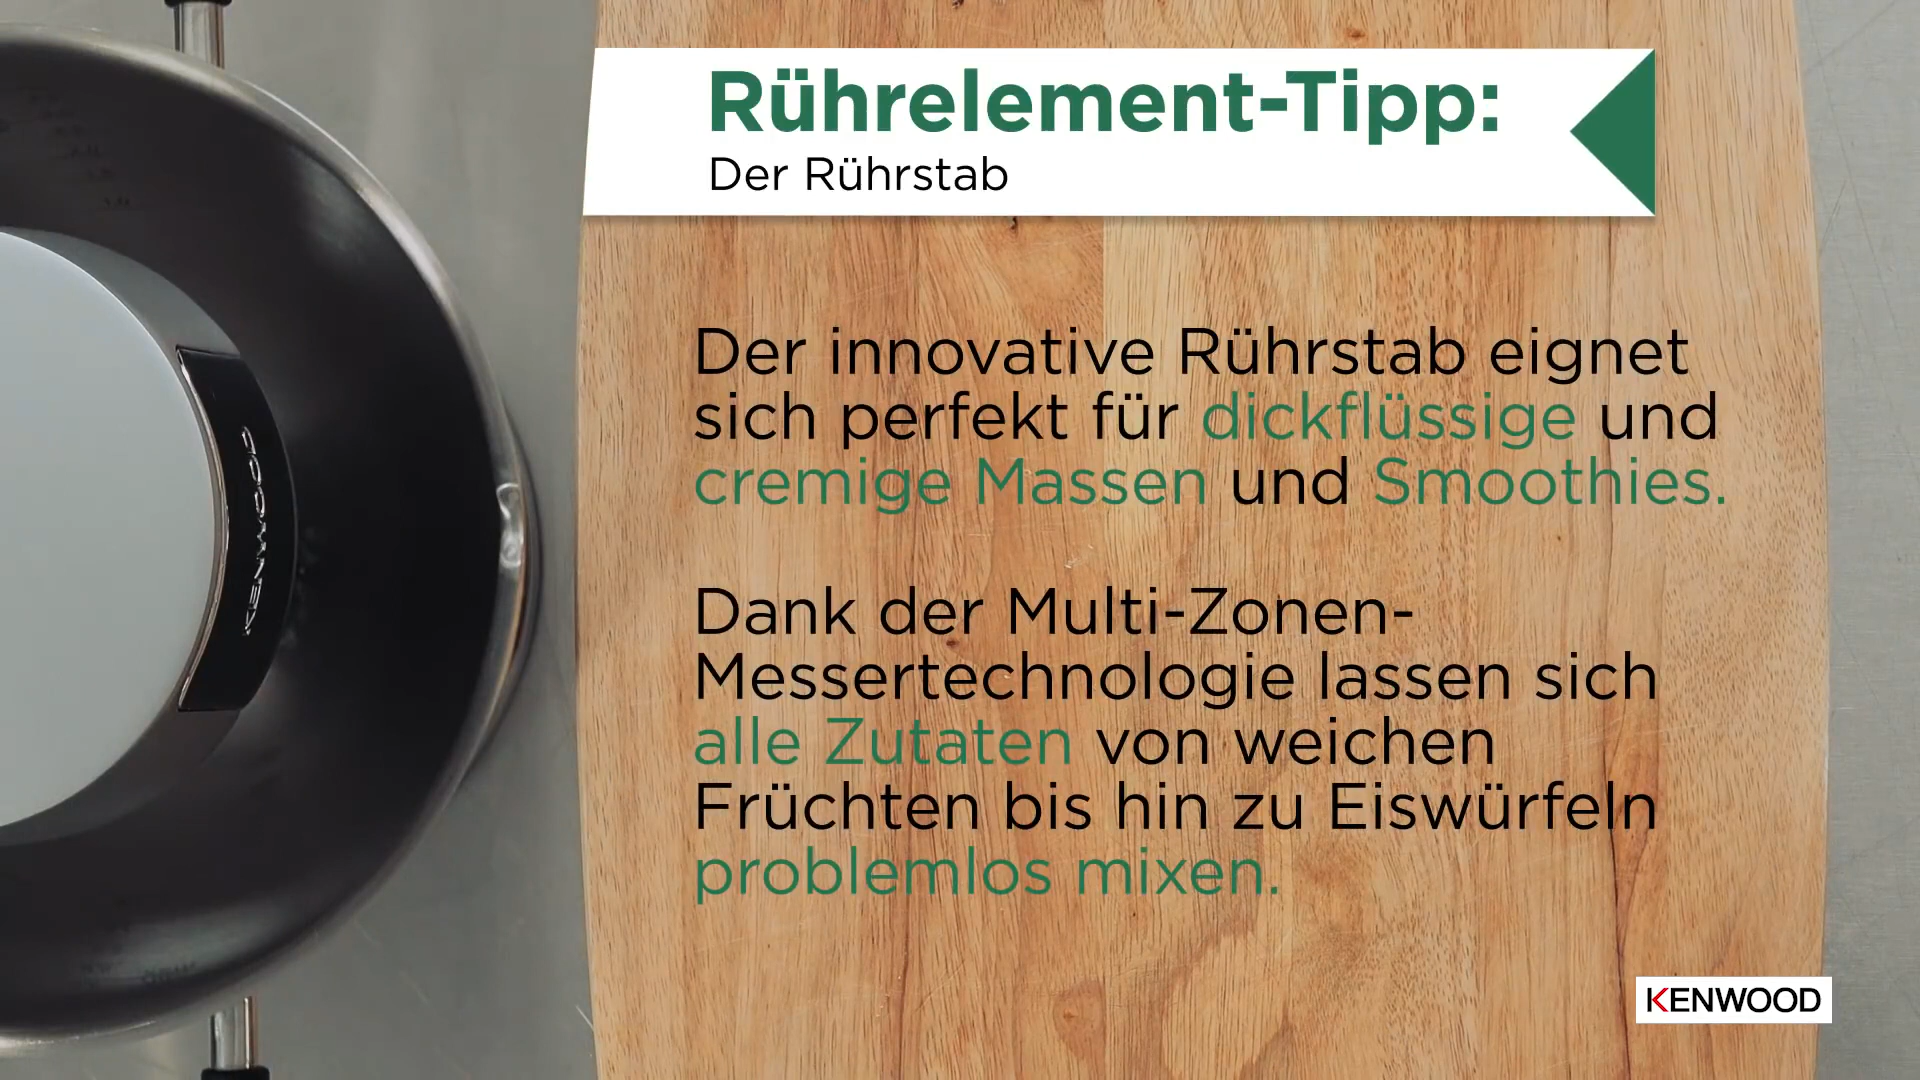 Rührelement-Tipp:
Der Rührstab
Der innovative Rührstab eignet
sich perfekt für dickflüssige und
cremige Massen und Smoothies.
Dank der Multi-Zonen-
Messertechnologie lassen sich
alle Zutaten von weichen
Früchten bis hin zu Eiswürfeln
problemlos mixen.
KENWOOD
KENWOOD